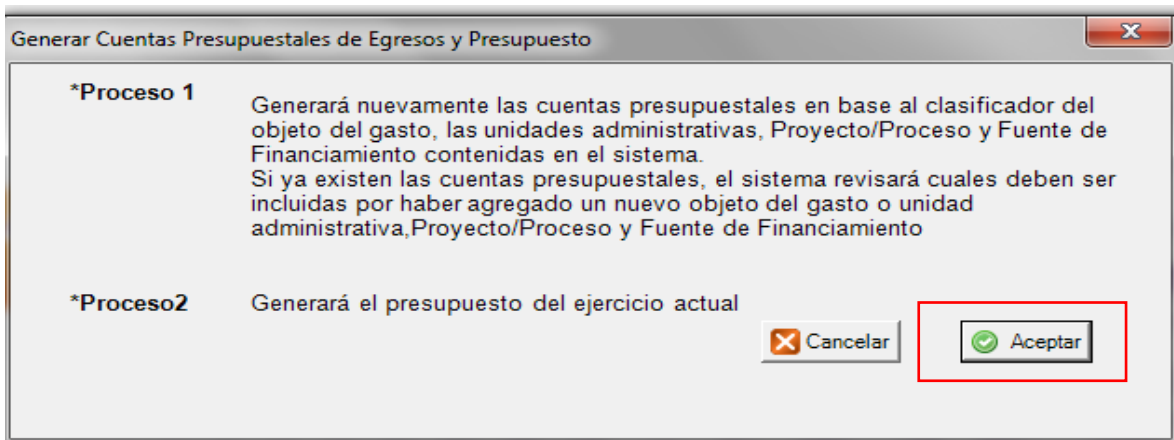 Generar Cuentas Presupuestales de Egresos y Presupuesto
*Proceso 1
Generará nuevamente las cuentas presupuestales en base al clasificador del
objeto del gasto, las unidades administrativas, Proyecto/Proceso y Fuente de
Financiamiento contenidas en el sistema.
Si ya existen las cuentas presupuestales, el sistema revisará cuales deben ser
incluidas por haber agregado un nuevo objeto del gasto o unidad
administrativa,Proyecto/Proceso y Fuente de Financiamiento
*Proceso2 Generará el presupuesto del ejercicio actual
Cancelar Aceptar